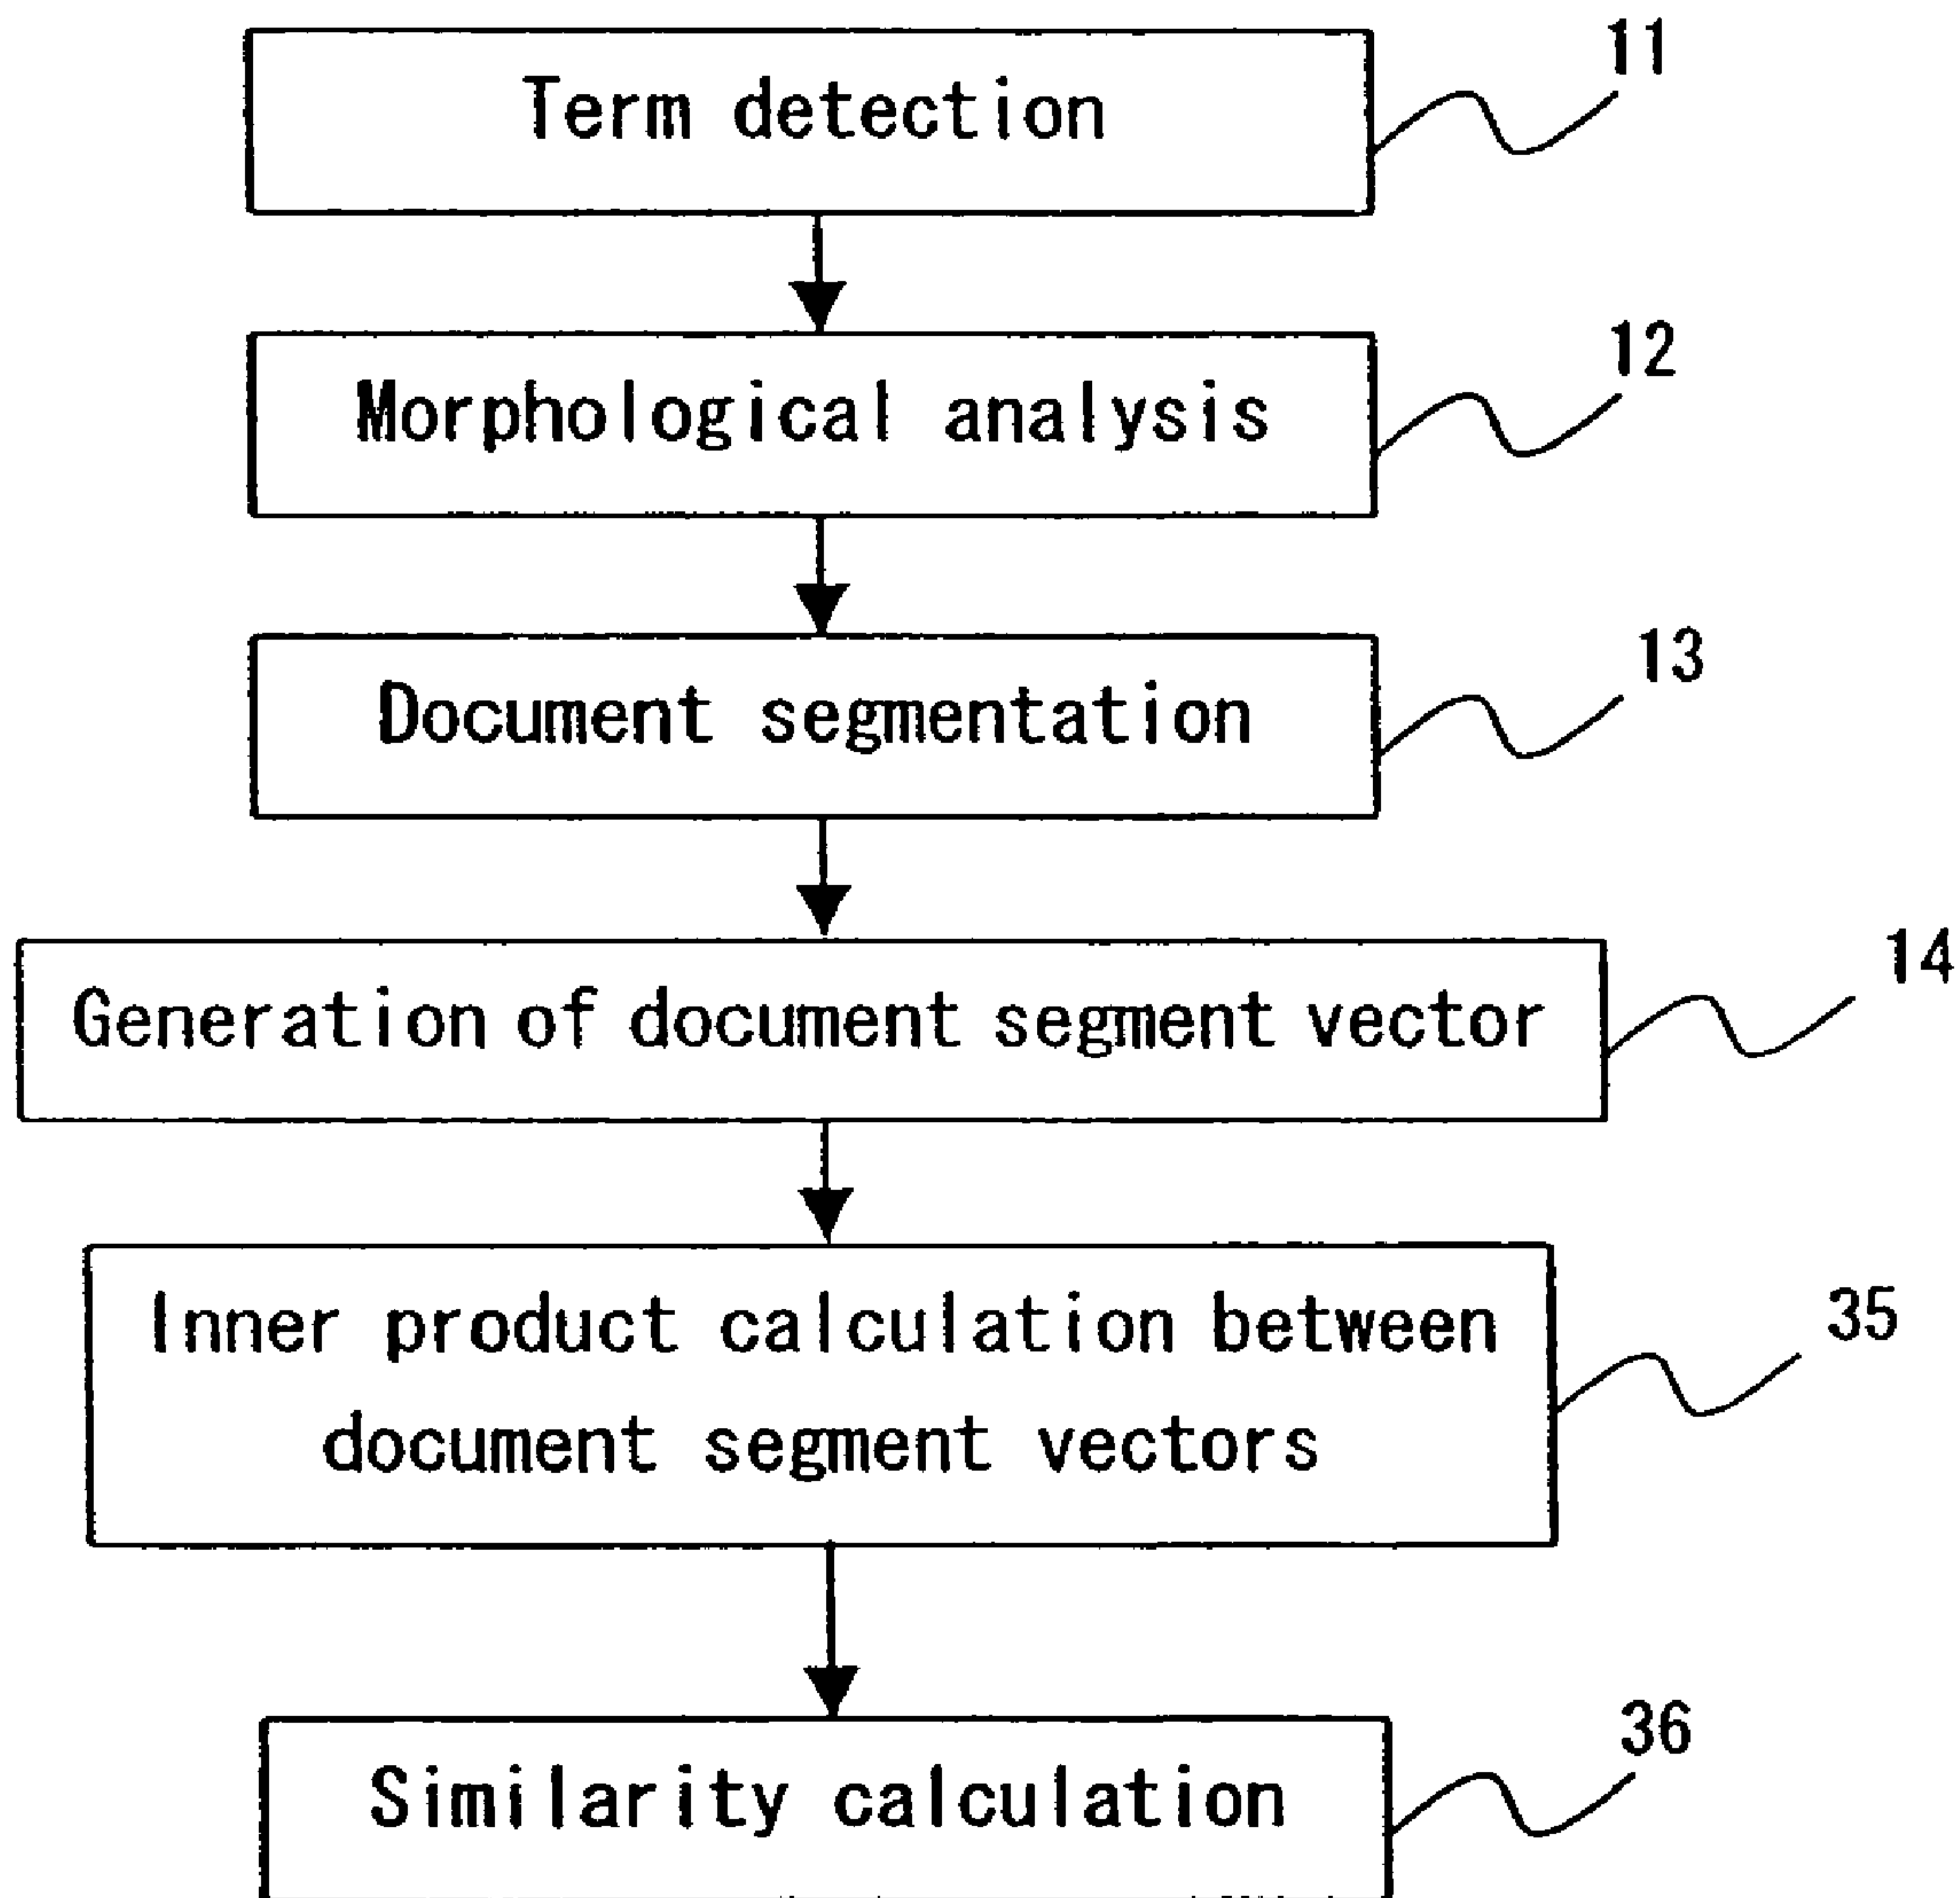 11
Term detection
12
Morphological analysis
13
Document segmentation
14
Generation of document segment vector
35
Inner product calculation between
document segment vectors
36
Similarity calculation